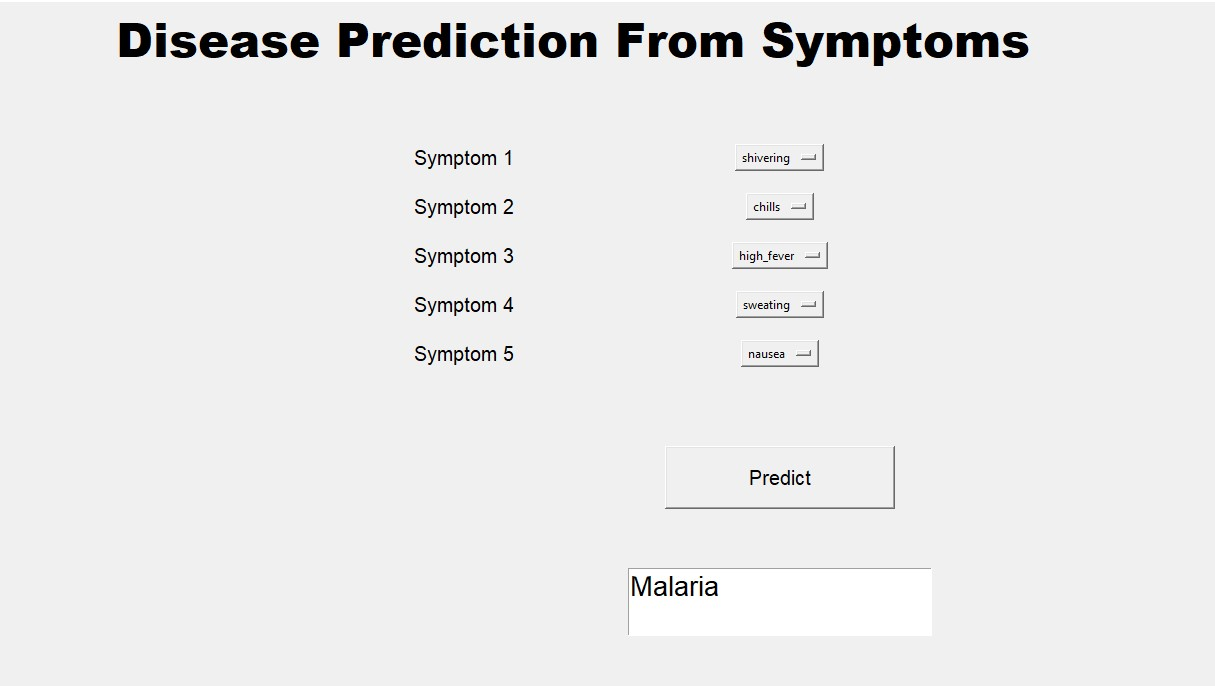 Disease Prediction From Symptoms
Symptom 1 shivering
Symptom 2 chills
Symptom 3 high_fever
Symptom 4 sweating
Symptom 5 nausea
Predict
Malaria